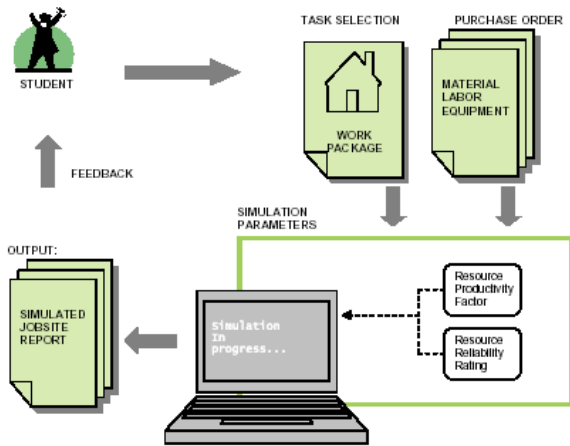 TASK SELECTION
PURCHASE ORDER
STUDENT
MATERIAL
LABOR
EQUIPMENT
WORK
PACKAGE
FEEDBACK
SIMULATION
PARAMETERS
OUTPUT:
SIMULATED
JOBSITE
REPORT
Simulation
In
progress...
Resource
Productivity
Factor
Resource
Reliability
Rating